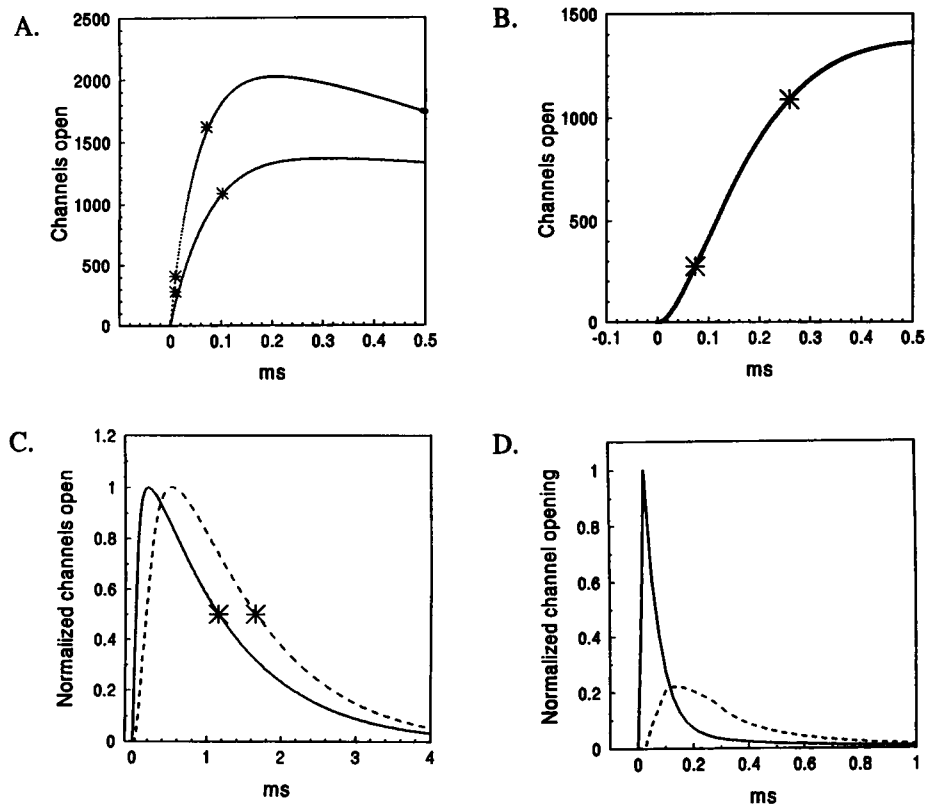 A.
2500
2000
1500
1000
500
0
Channels open
0 0.1 0.2 0.3 0.4 0.5
ms
B.
1500
1000
500
0
Channels open
-0.1 0 0.1 0.2 0.3 0.4 0.5
ms
C.
1.2
1
0.8
0.6
0.4
0.2
0
Normalized channels open
0 1 2 3 4
ms
D.
1
0.8
0.6
0.4
0.2
0
Normalized channel opening
0 0.2 0.4 0.6 0.8 1
ms